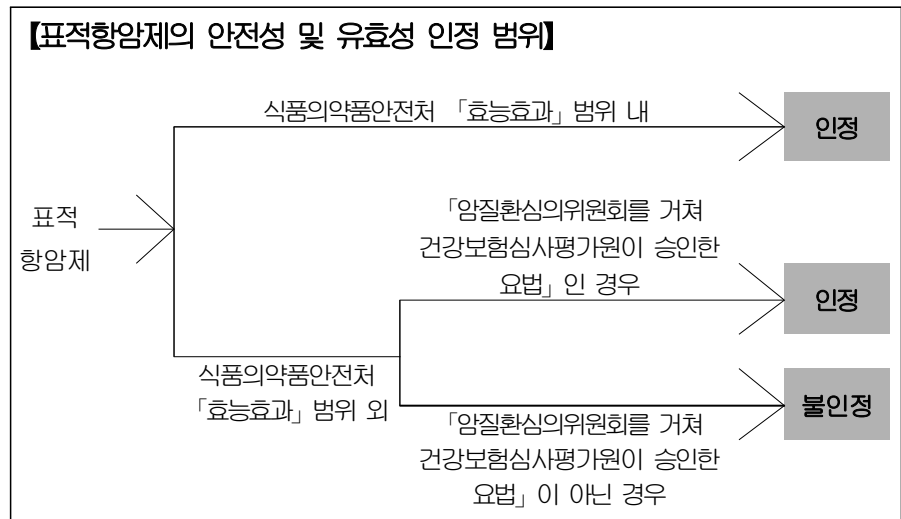 【표적항암제의 안전성 및 유효성 인정 범위】
식품의약품안전처 「효능효과」범위 내
인정
표적
항암제
「암질환심의위원회를 거쳐
건강보험심사평가원이 승인한
요법」인 경우
인정
식품의약품안전처
「효능효과」범위 외
불인정
「암질환심의위원회를 거쳐
건강보험심사평가원이 승인한
요법」이 아닌 경우